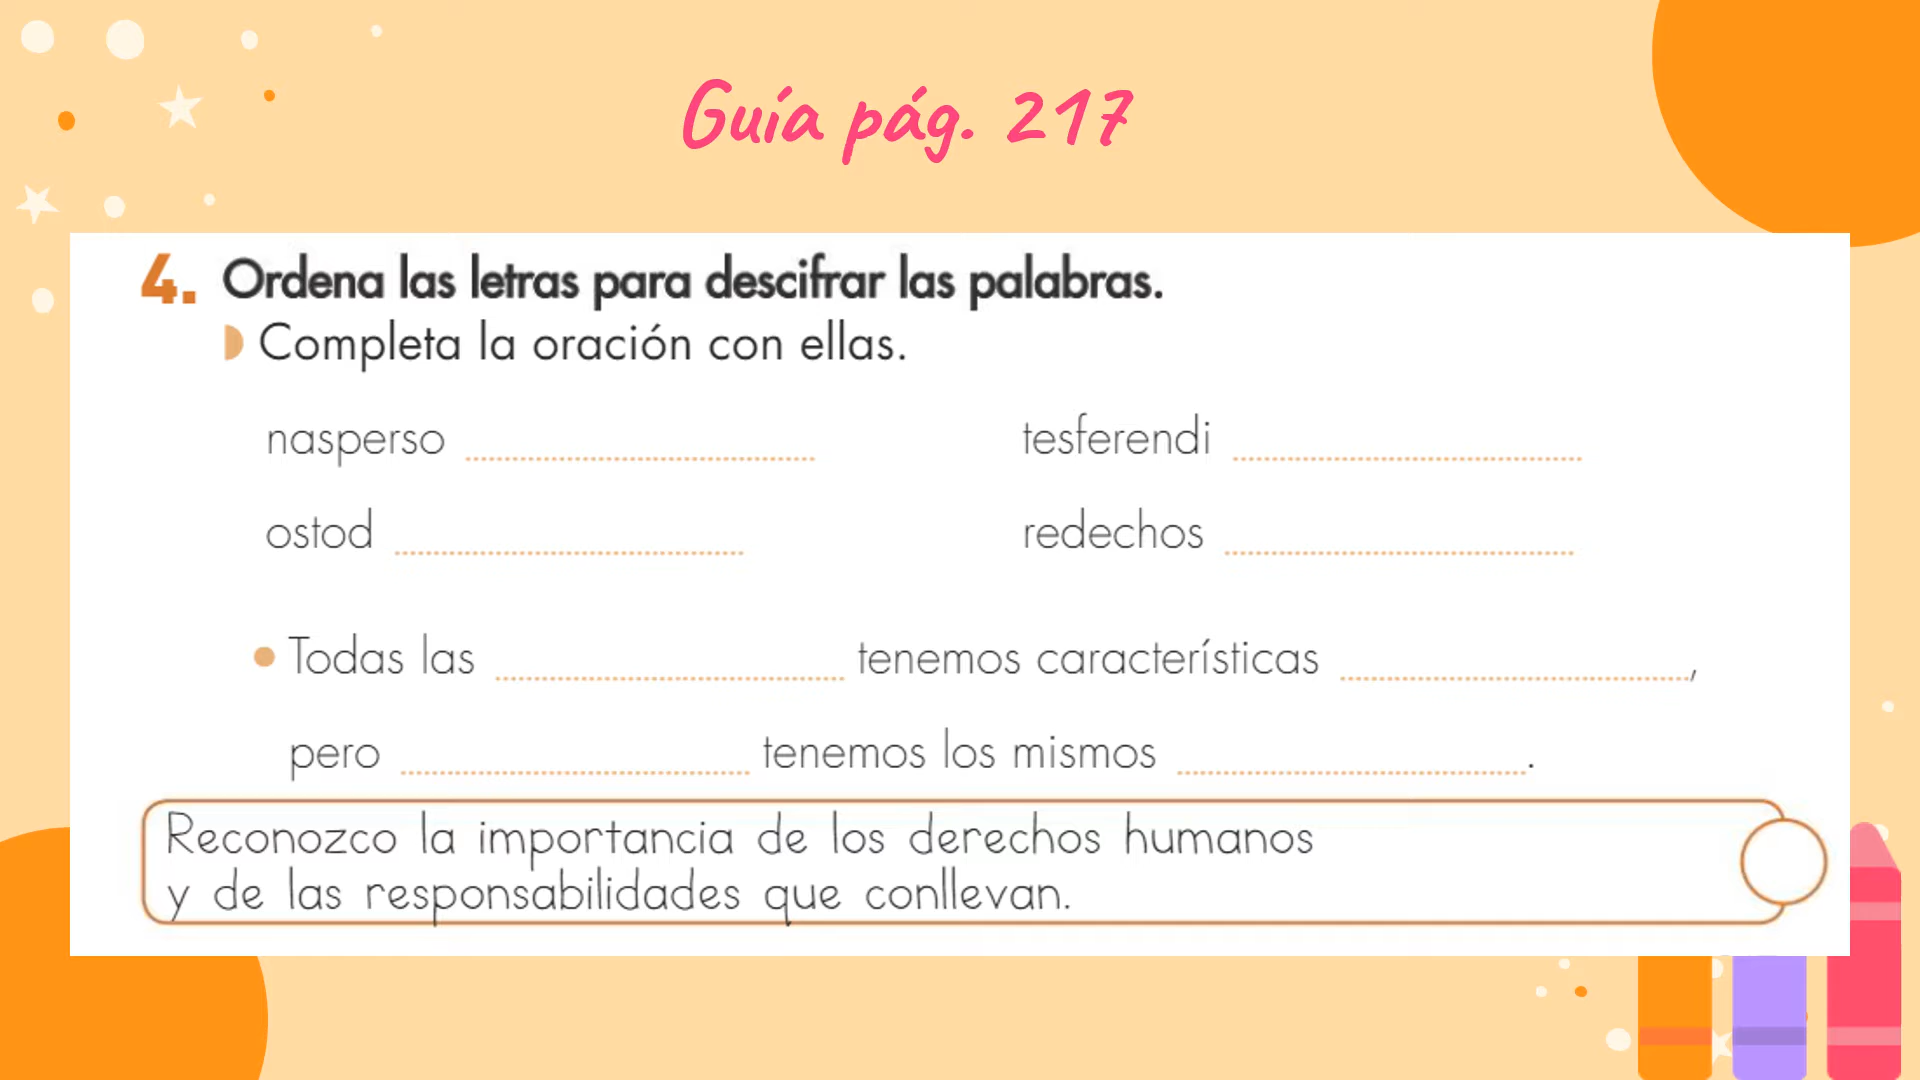 Guía pág. 217
4. Ordena las letras para descifrar las palabras.
Completa la oración con ellas.
nasperso tesferendi
ostod redechos
Todas las tenemos características ,
pero tenemos los mismos .
Reconozco la importancia de los derechos humanos
y de las responsabilidades que conllevan.